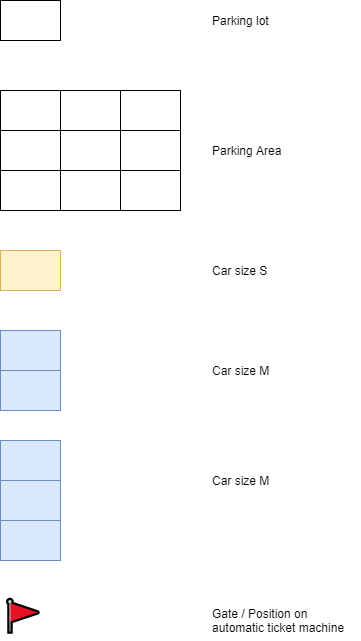 Parking lot
Parking Area
Car size S
Car size M
Car size M
Gate / Position on
automatic ticket machine